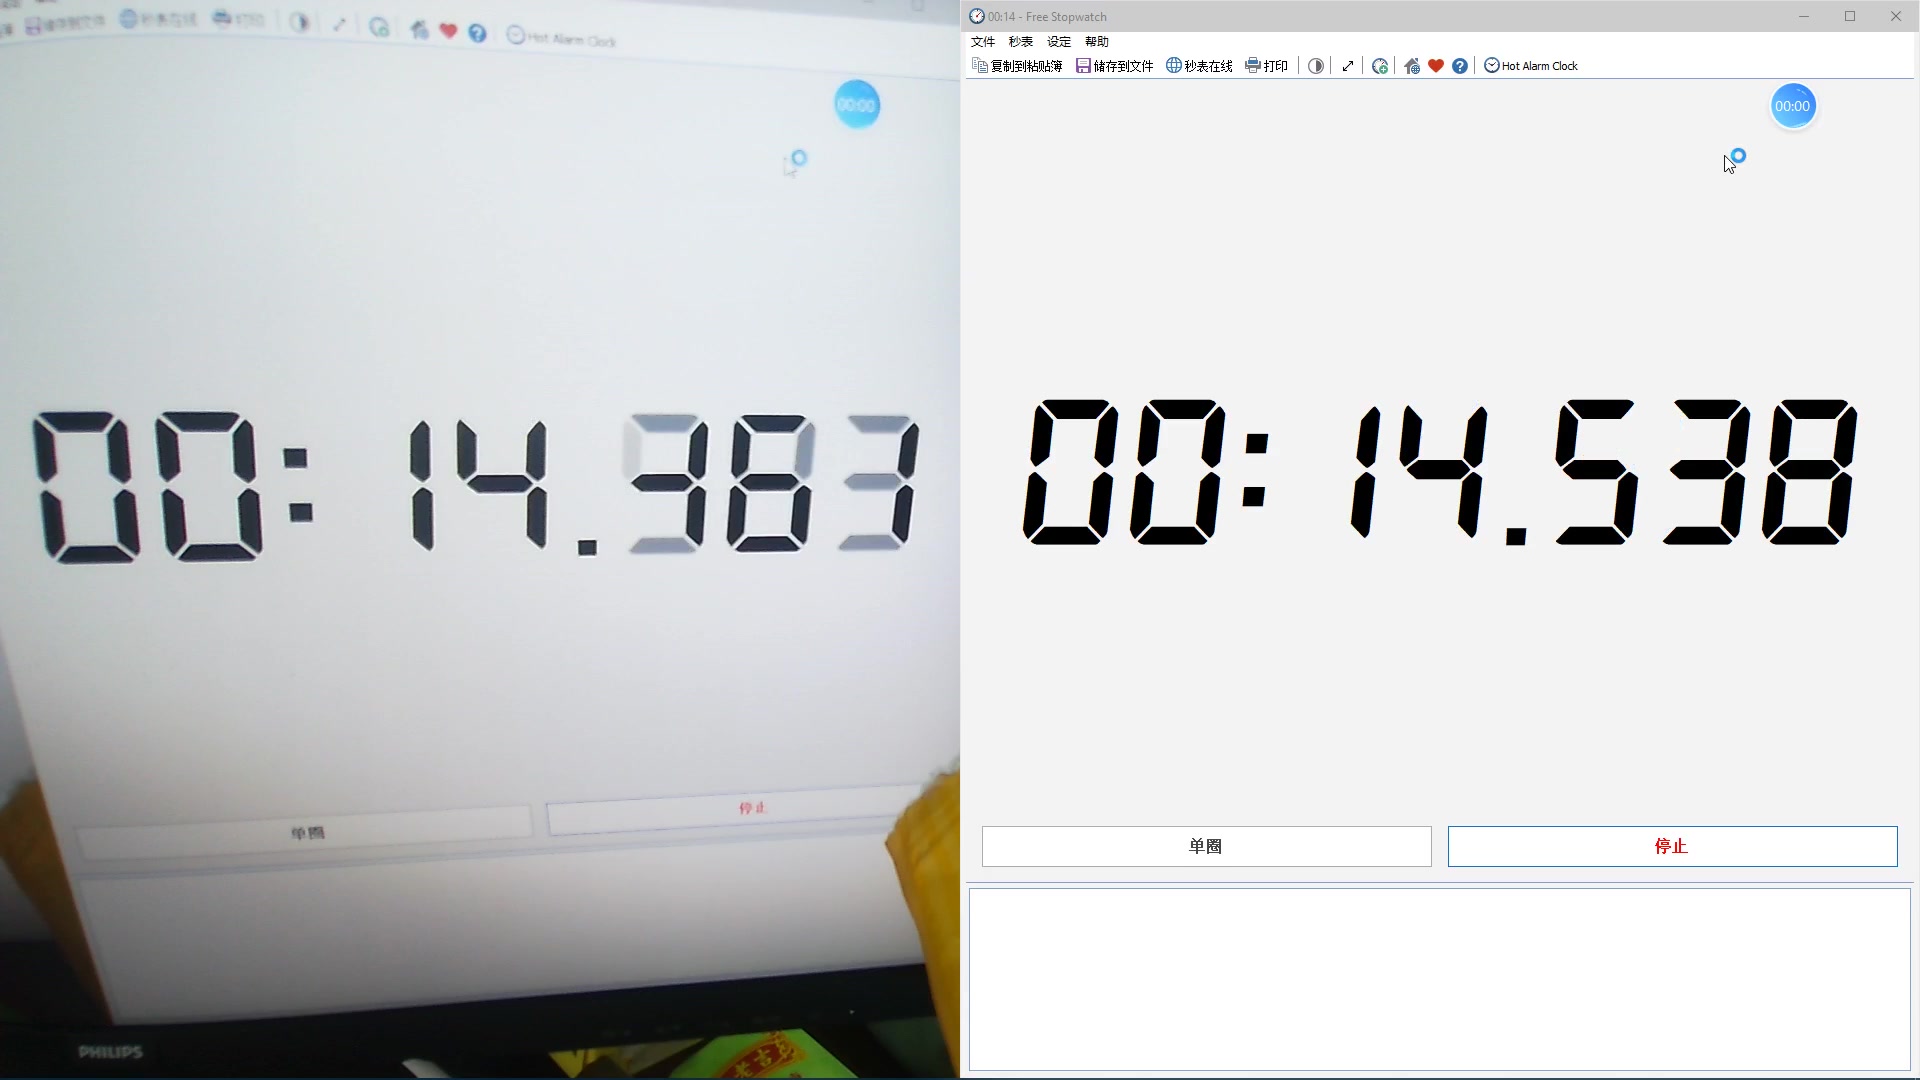 储存到文件 秒表在线 打印 Hot Alarm Clock
00:00
00:14.
单圈 停止
PHILIPS
00:14 - Free Stopwatch
文件 秒表 设定 帮助
复制到粘贴簿 储存到文件 秒表在线 打印 Hot Alarm Clock
00:00
00:14.538
单圈 停止